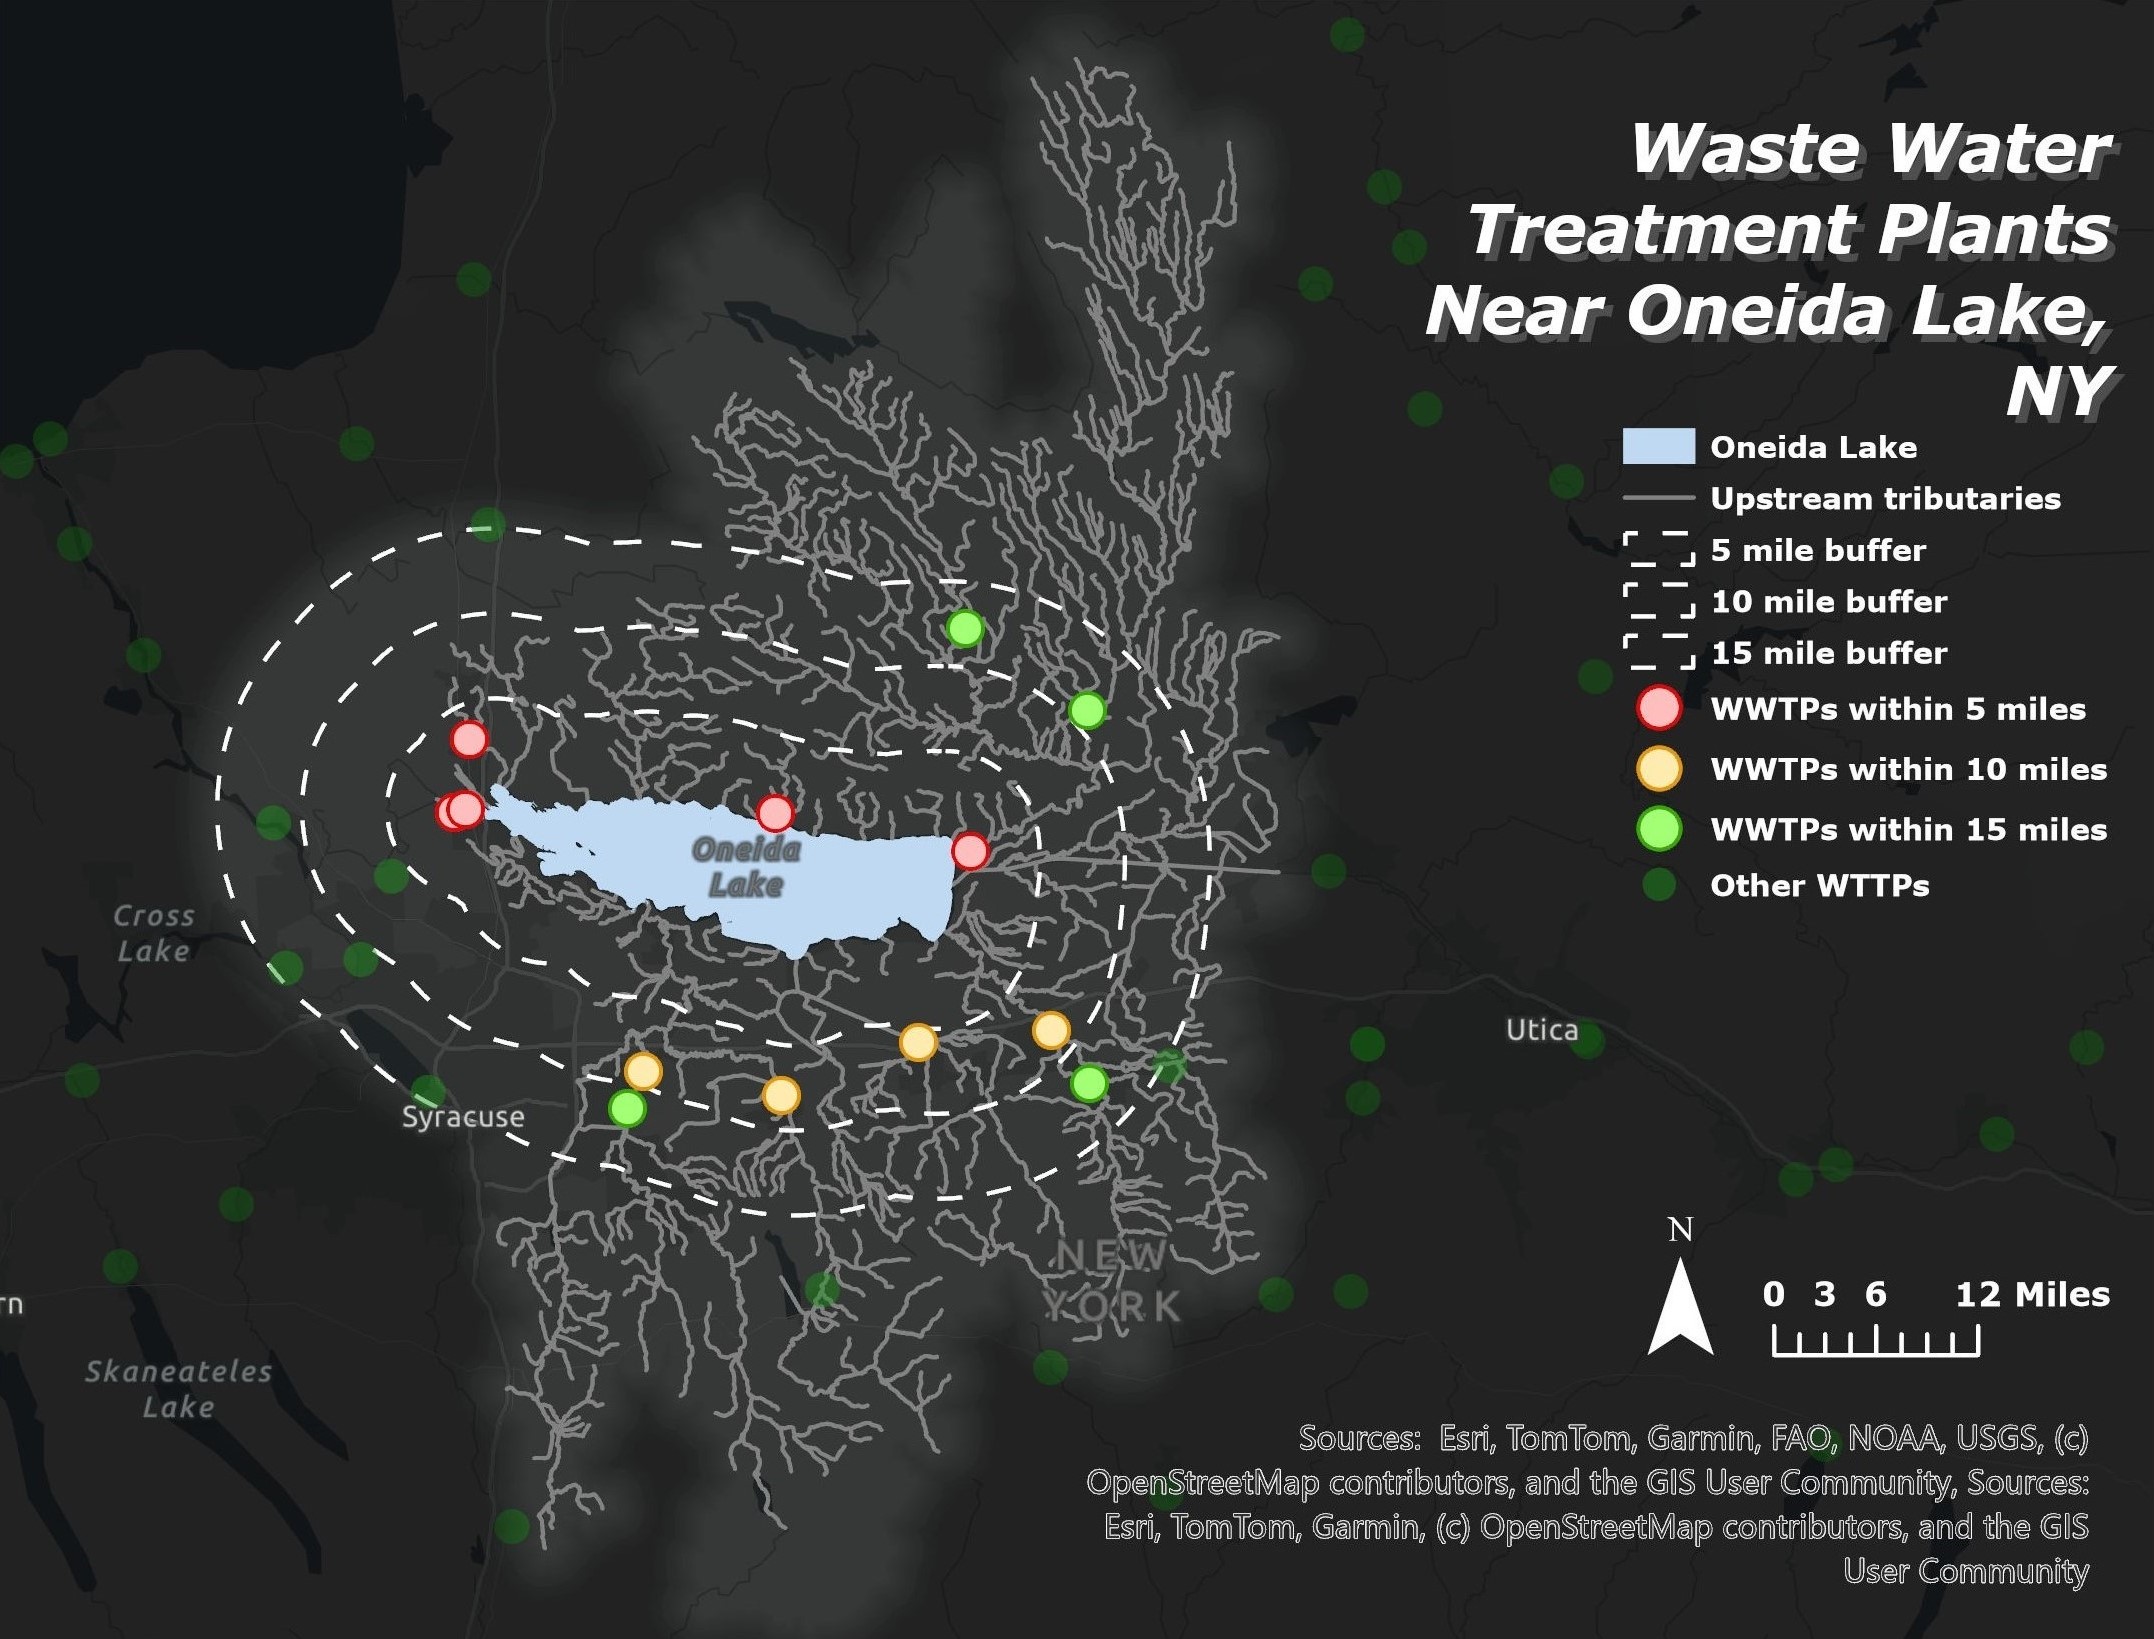 Waste Water
Treatment Plants
Near Oneida Lake,
NY
Oneida Lake
Upstream tributaries
5 mile buffer
10 mile buffer
15 mile buffer
WWTPs within 5 miles
WWTPs within 10 miles
WWTPs within 15 miles
Other WTTPs
Oneida
Lake
Cross
Lake
Syracuse
Utica
NEW
YORK
rn
Skaneateles
Lake
N
0 3 6 12 Miles
Sources: Esri, TomTom, Garmin, FAO, NOAA, USGS, (c)
OpenStreetMap contributors, and the GIS User Community, Sources:
Esri, TomTom, Garmin, (c) OpenStreetMap contributors, and the GIS
User Community